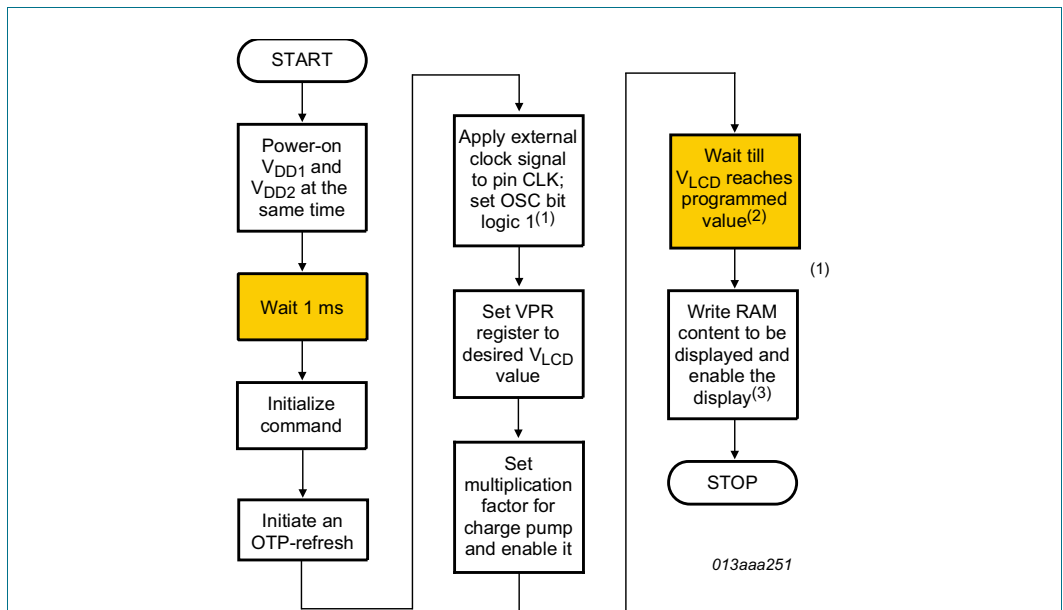 START
Power-on
VDD1 and
VDD2 at the
same time
Wait 1 ms
Initialize
command
Initiate an
OTP-refresh
Apply external
clock signal
to pin CLK;
set OSC bit
logic 1(1)
Set VPR
register to
desired VLCD
value
Set
multiplication
factor for
charge pump
and enable it
Wait till
VLCD reaches
programmed
value(2)
(1)
Write RAM
content to be
displayed and
enable the
display(3)
STOP
013aaa251